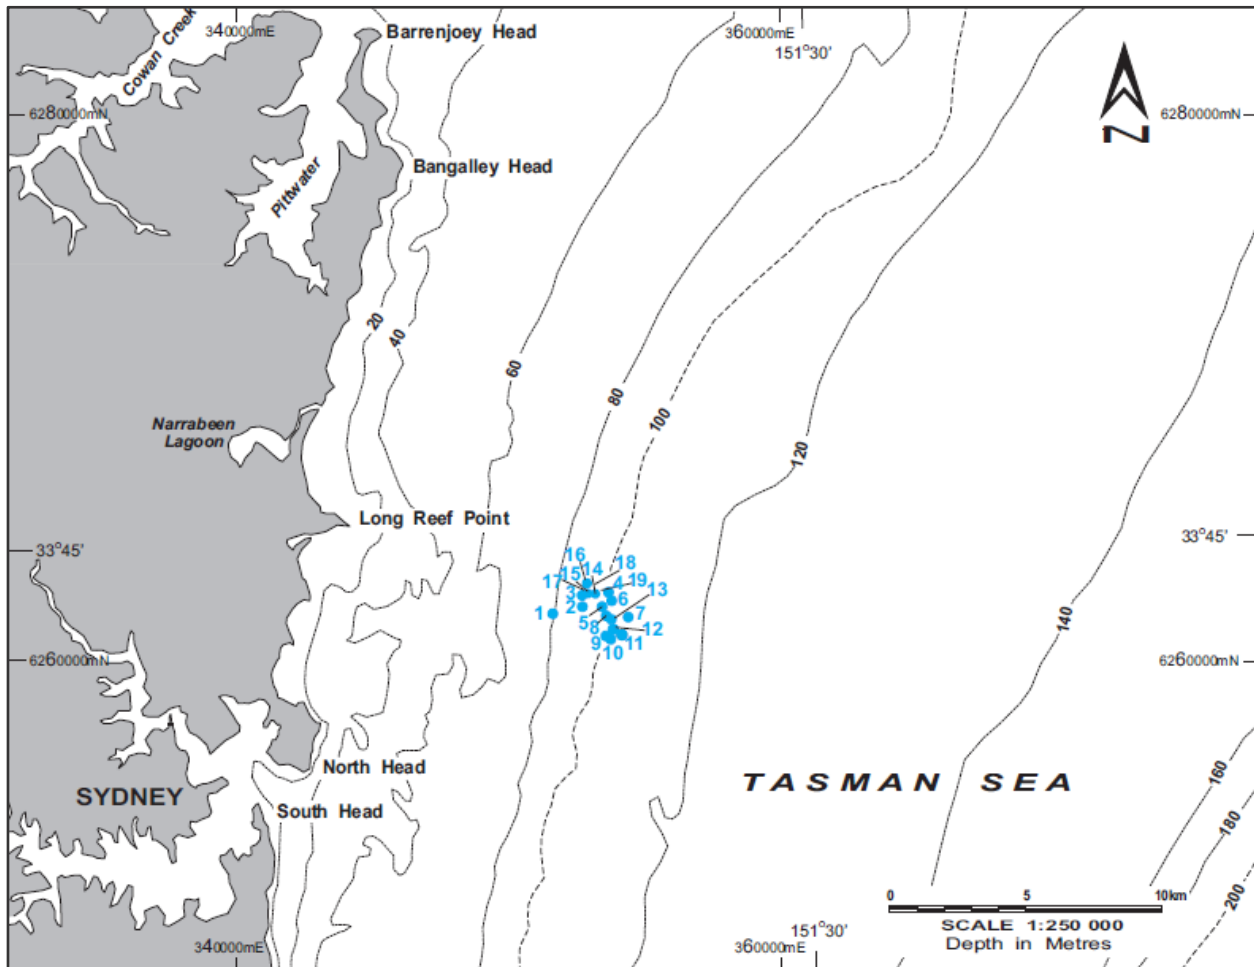 340000mE
360000mE
151°30'
Barrenjoey Head
Cowan Creek
N
6280000mN
6280000mN
Bangalley Head
Pittwater
20
40
60
80
100
120
140
Narrabeen
Lagoon
Long Reef Point
33°45'
33°45'
16
14
18
15
17
4
19
3
13
1
2
6
5
7
8
12
9
11
10
6260000mN
6260000mN
North Head
SYDNEY
South Head
TASMAN SEA
160
180
200
0 5 10km
SCALE 1:250 000
Depth in Metres
340000mE
360000mE
151°30'